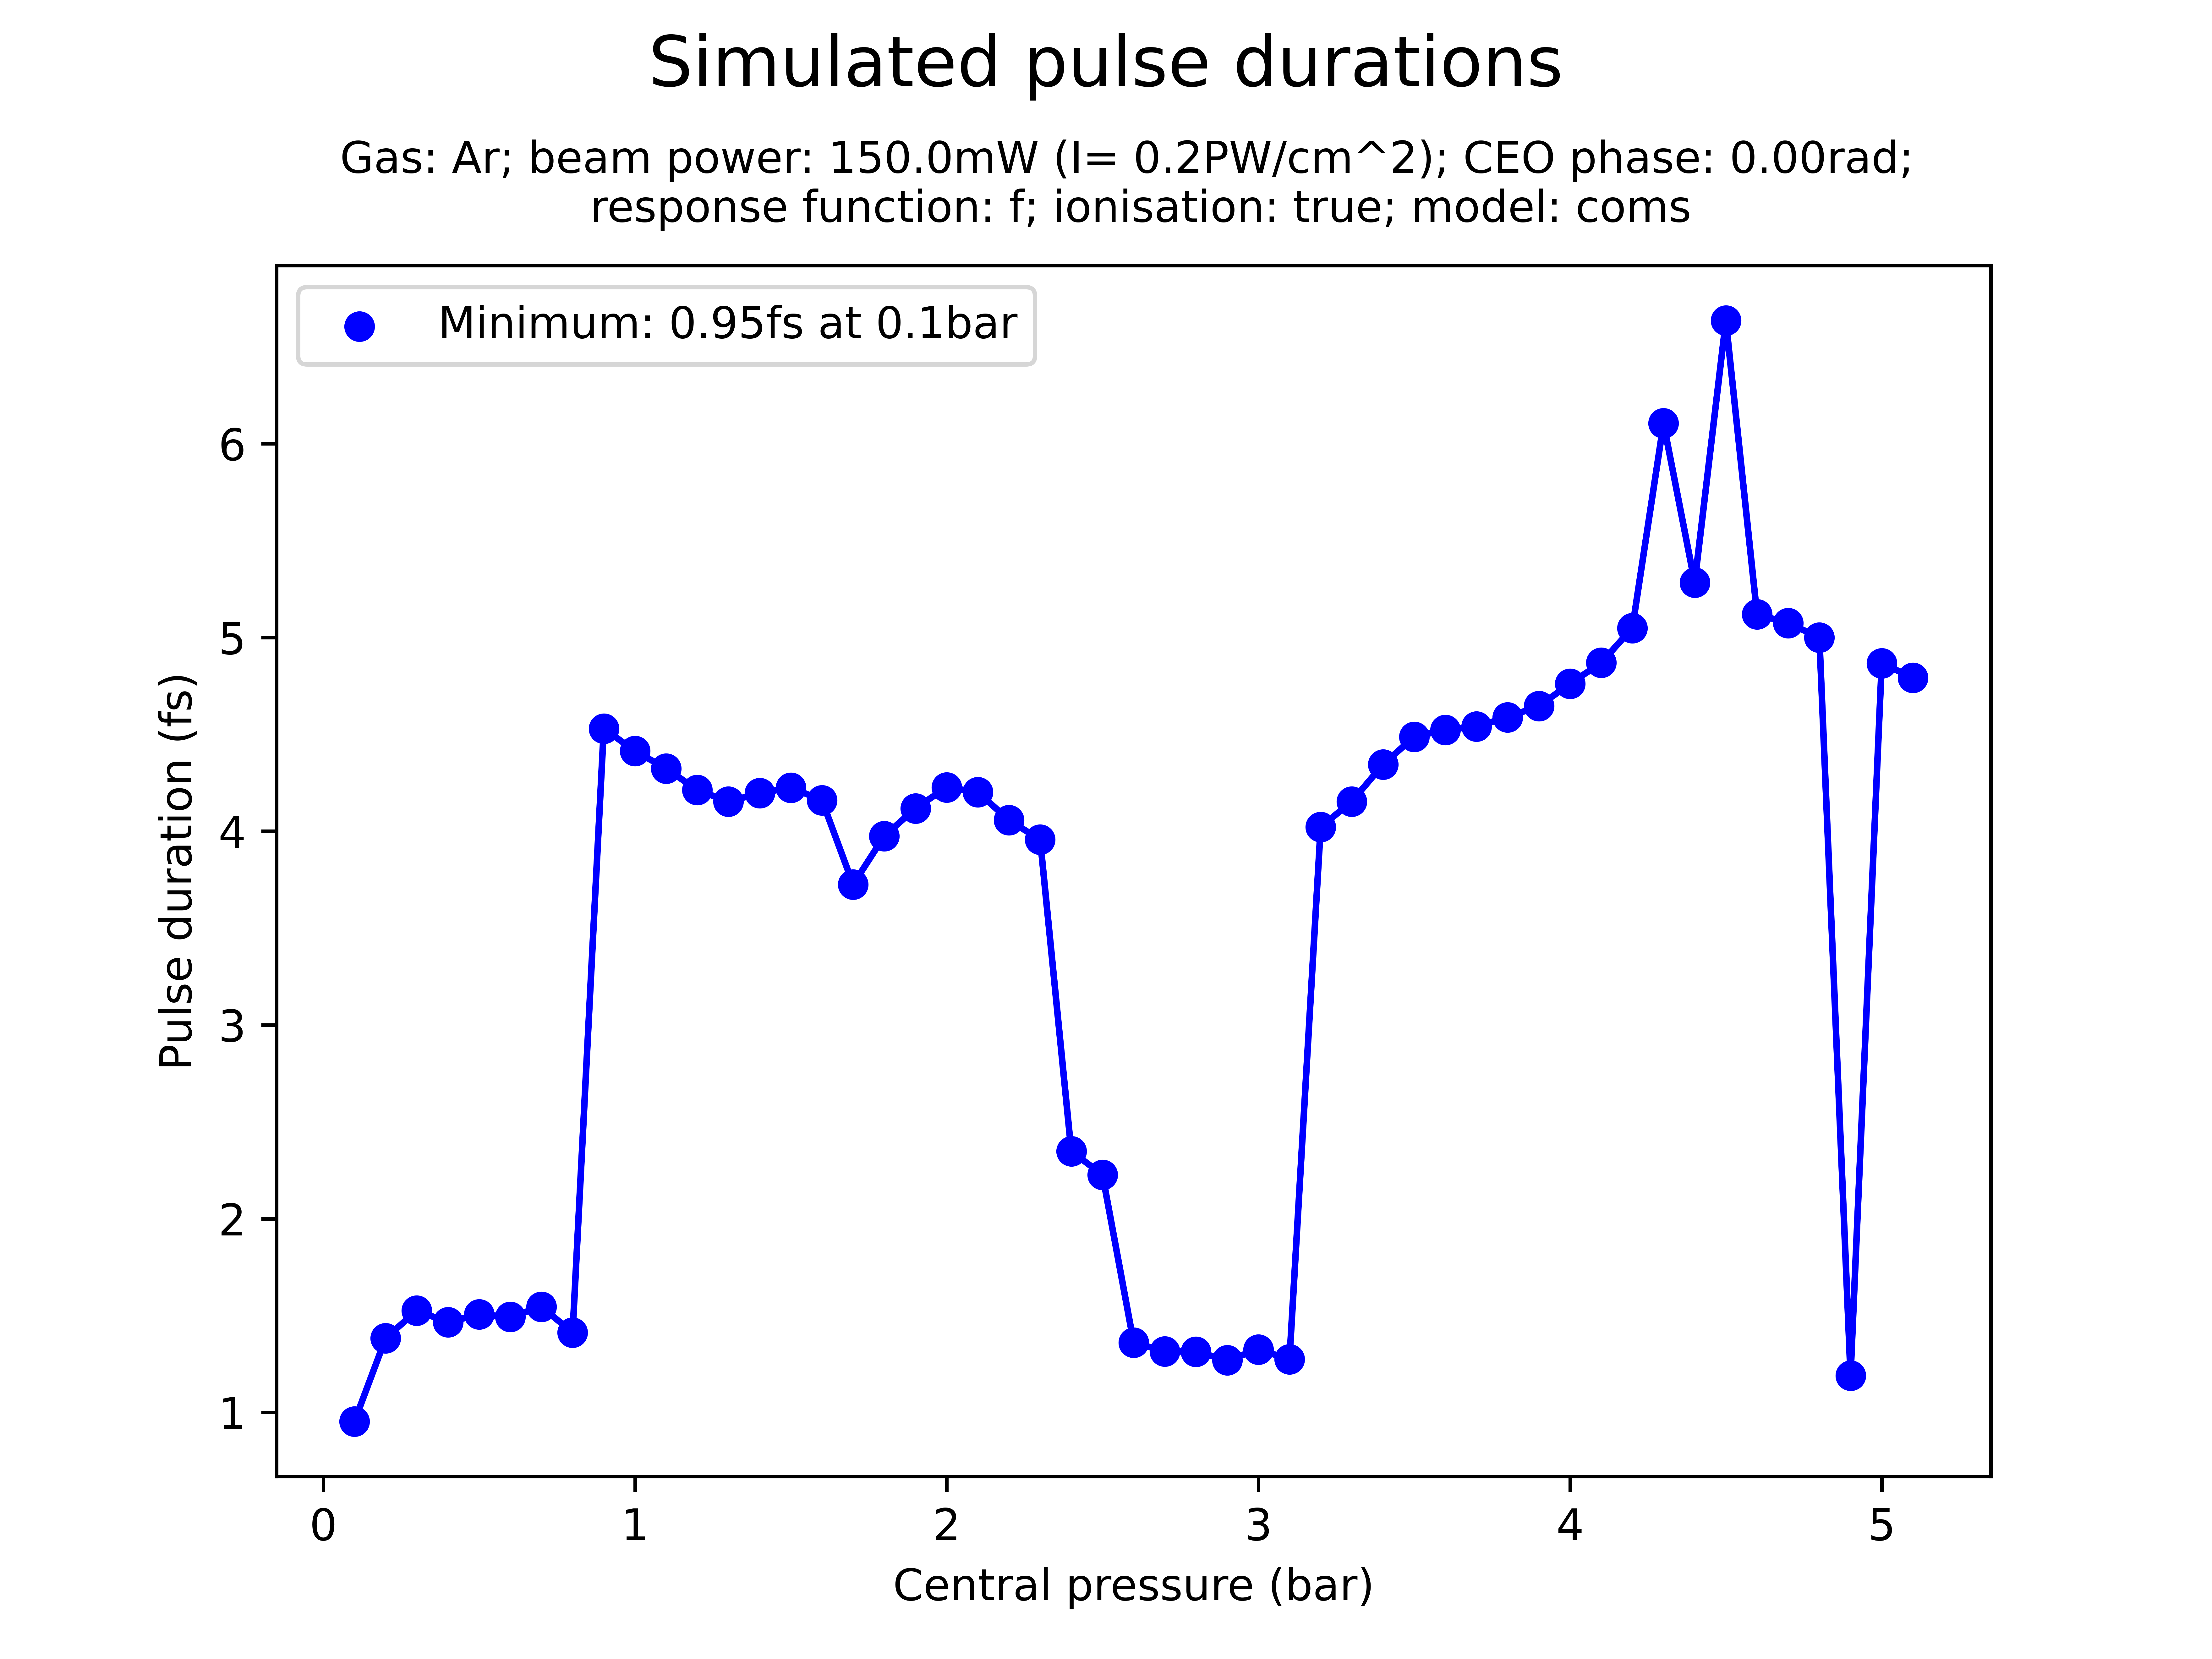 Simulated pulse durations
Gas: Ar; beam power: 150.0mW (I= 0.2PW/cm^2); CEO phase: 0.00rad;
response function: f; ionisation: true; model: coms
Minimum: 0.95fs at 0.1bar
Pulse duration (fs)
6
5
4
3
2
1
0 1 2 3 4 5
Central pressure (bar)